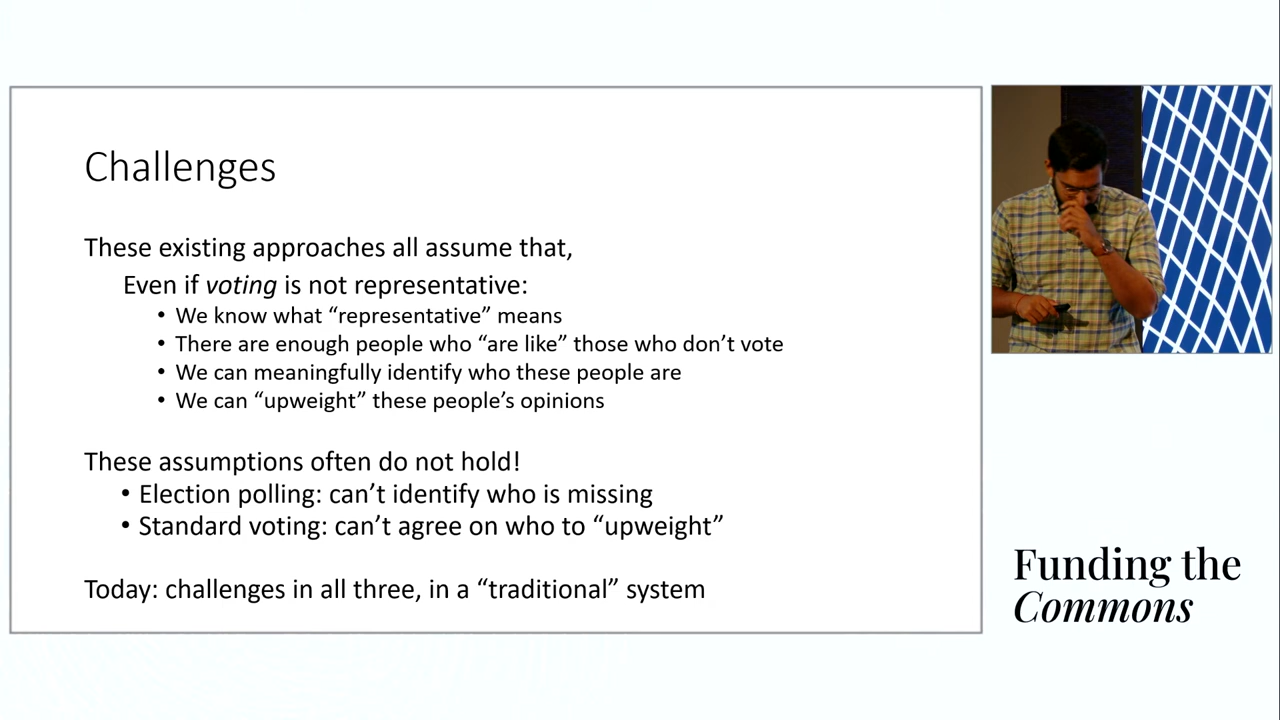 Challenges
These existing approaches all assume that,
Even if voting is not representative:
• We know what “representative” means
• There are enough people who “are like” those who don’t vote
• We can meaningfully identify who these people are
• We can “upweight” these people’s opinions
These assumptions often do not hold!
• Election polling: can’t identify who is missing
• Standard voting: can’t agree on who to “upweight”
Today: challenges in all three, in a “traditional” system
Funding the
Commons